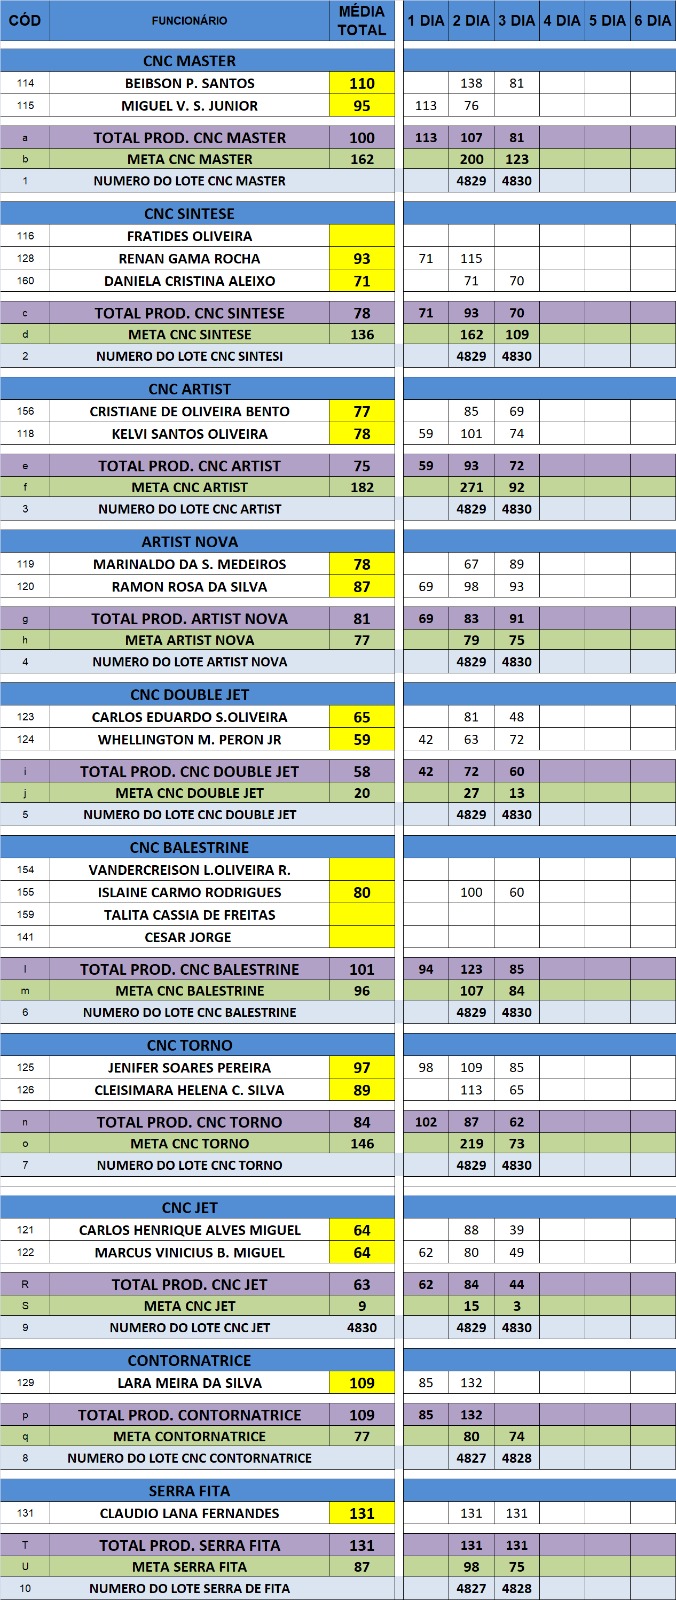 CÓD FUNCIONÁRIO MÉDIA TOTAL 1 DIA 2 DIA 3 DIA 4 DIA 5 DIA 6 DIA
CNC MASTER
114 BEIBSON P. SANTOS 110 138 81
115 MIGUEL V. S. JUNIOR 95 113 76
a TOTAL PROD. CNC MASTER 100 113 107 81
b META CNC MASTER 162 200 123
1 NUMERO DO LOTE CNC MASTER 4829 4830
CNC SINTESE
116 FRATIDES OLIVEIRA
128 RENAN GAMA ROCHA 93 71 115
160 DANIELA CRISTINA ALEIXO 71 71 70
c TOTAL PROD. CNC SINTESE 78 71 93 70
d META CNC SINTESE 136 162 109
2 NUMERO DO LOTE CNC SINTESI 4829 4830
CNC ARTIST
156 CRISTIANE DE OLIVEIRA BENTO 77 85 69
118 KELVI SANTOS OLIVEIRA 78 59 101 74
e TOTAL PROD. CNC ARTIST 75 59 93 72
f META CNC ARTIST 182 271 92
3 NUMERO DO LOTE CNC ARTIST 4829 4830
ARTIST NOVA
119 MARINALDO DA S. MEDEIROS 78 67 89
120 RAMON ROSA DA SILVA 87 69 98 93
g TOTAL PROD. ARTIST NOVA 81 69 83 91
h META ARTIST NOVA 77 79 75
4 NUMERO DO LOTE ARTIST NOVA 4829 4830
CNC DOUBLE JET
123 CARLOS EDUARDO S.OLIVEIRA 65 81 48
124 WHELLINGTON M. PERON JR 59 42 63 72
i TOTAL PROD. CNC DOUBLE JET 58 42 72 60
j META CNC DOUBLE JET 20 27 13
5 NUMERO DO LOTE CNC DOUBLE JET 4829 4830
CNC BALESTRINE
154 VANDERCREISON L.OLIVEIRA R.
155 ISLAINE CARMO RODRIGUES 80 100 60
159 TALITA CASSIA DE FREITAS
141 CESAR JORGE
l TOTAL PROD. CNC BALESTRINE 101 94 123 85
m META CNC BALESTRINE 96 107 84
6 NUMERO DO LOTE CNC BALESTRINE 4829 4830
CNC TORNO
125 JENIFER SOARES PEREIRA 97 98 109 85
126 CLEISIMARA HELENA C. SILVA 89 113 65
n TOTAL PROD. CNC TORNO 84 102 87 62
o META CNC TORNO 146 219 73
7 NUMERO DO LOTE CNC TORNO 4829 4830
CNC JET
121 CARLOS HENRIQUE ALVES MIGUEL 64 88 39
122 MARCUS VINICIUS B. MIGUEL 64 62 80 49
R TOTAL PROD. CNC JET 63 62 84 44
S META CNC JET 9 15 3
9 NUMERO DO LOTE CNC JET 4830 4829 4830
CONTORNATRICE
129 LARA MEIRA DA SILVA 109 85 132
p TOTAL PROD. CONTORNATRICE 109 85 132
q META CONTORNATRICE 77 80 74
8 NUMERO DO LOTE CNC CONTORNATRICE 4827 4828
SERRA FITA
131 CLAUDIO LANA FERNANDES 131 131 131
T TOTAL PROD. SERRA FITA 131 131 131
U META SERRA FITA 87 98 75
10 NUMERO DO LOTE SERRA DE FITA 4827 4828